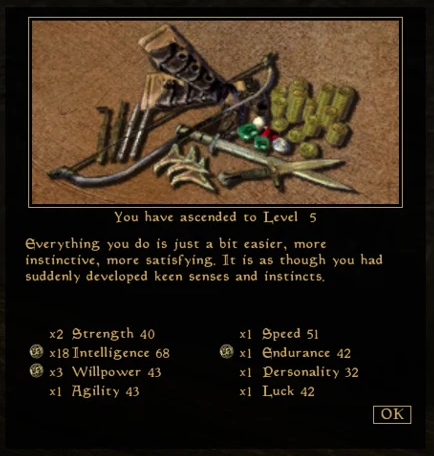 You have ascended to Level 5
Everything you do is just a bit easier, more
instinctive, more satisfying. It is as though you had
suddenly developed keen senses and instincts.
x2 Strength 40
x18 Intelligence 68
x3 Willpower 43
x1 Agility 43
x1 Speed 51
x1 Endurance 42
x1 Personality 32
x1 Luck 42
OK